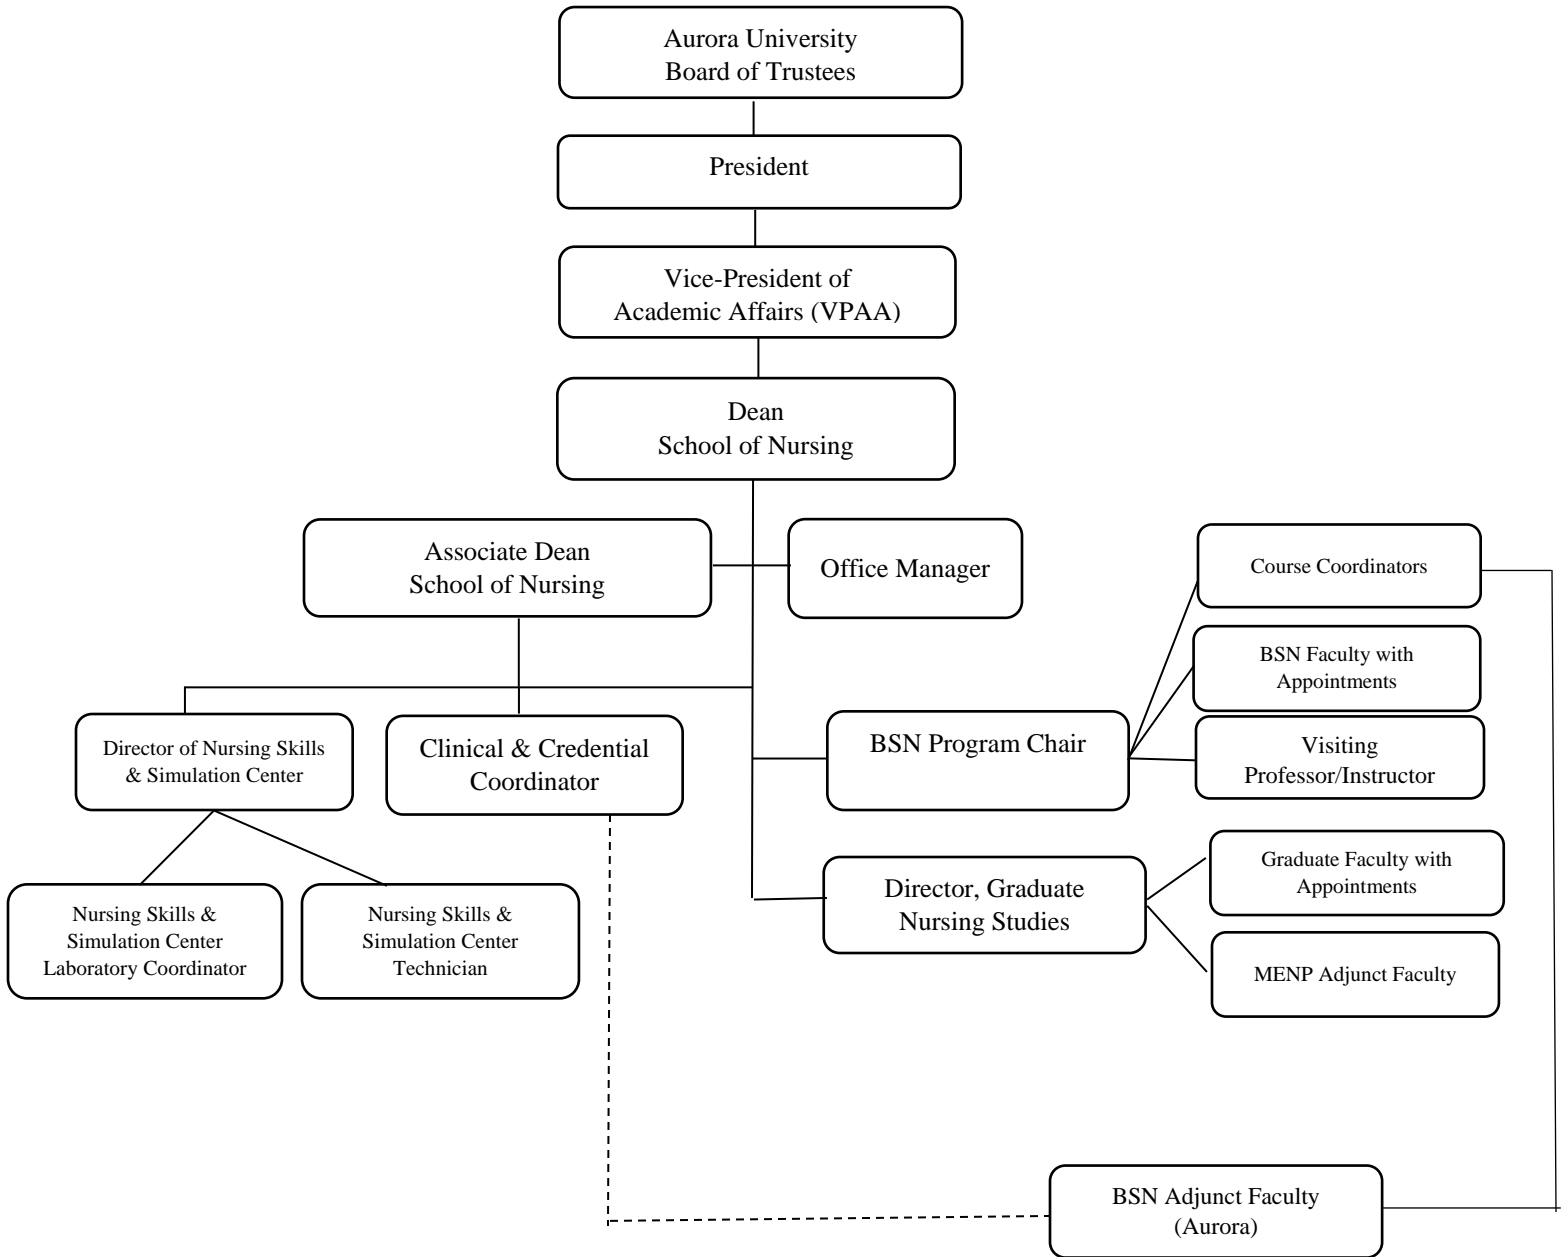 Aurora University
Board of Trustees
President
Vice-President of
Academic Affairs (VPAA)
Dean
School of Nursing
Associate Dean
School of Nursing
Office Manager
Course Coordinators
BSN Faculty with
Appointments
Visiting
Professor/Instructor
BSN Program Chair
Director of Nursing Skills
& Simulation Center
Clinical & Credential
Coordinator
Director, Graduate
Nursing Studies
Graduate Faculty with
Appointments
MENP Adjunct Faculty
Nursing Skills &
Simulation Center
Laboratory Coordinator
Nursing Skills &
Simulation Center
Technician
BSN Adjunct Faculty
(Aurora)